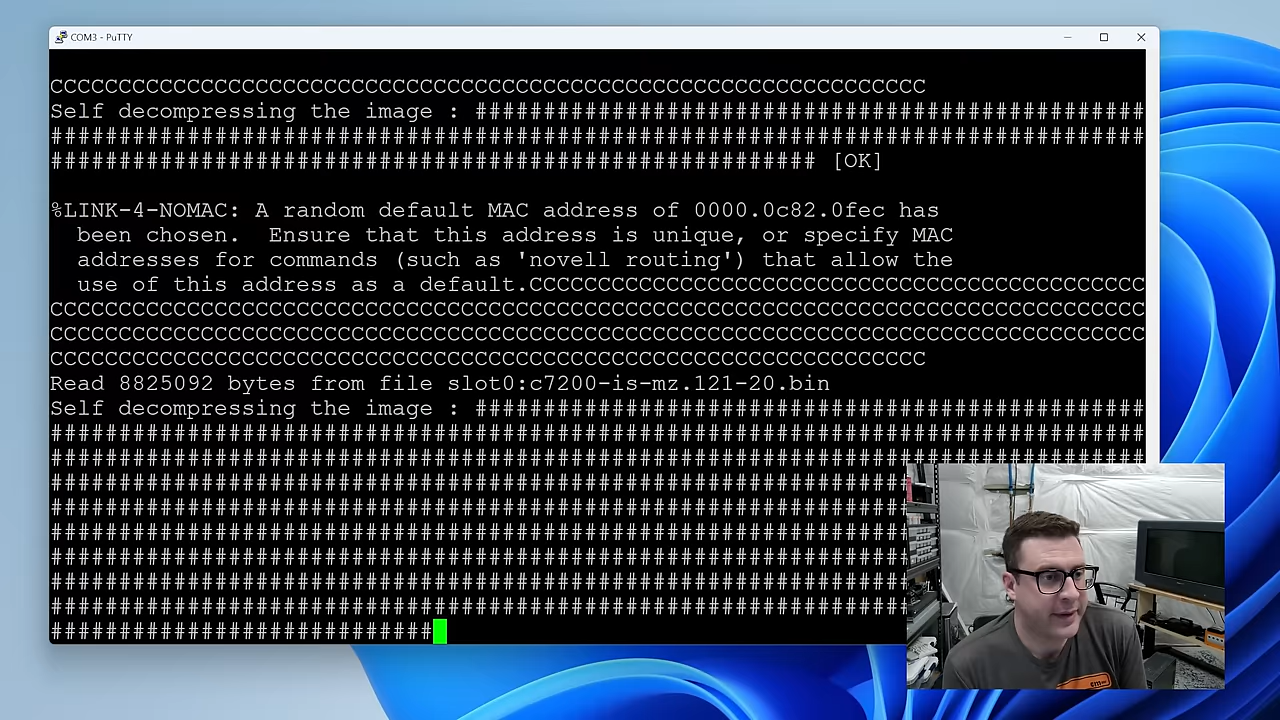 COM3 - PuTTY
CCCCCCCCCCCCCCCCCCCCCCCCCCCCCCCCCCCCCCCCCCCCCCCCCCCCCCCCCCCCCCCC
Self decompressing the image : #################################################
################################################################################
######################################################## [OK]
%LINK-4-NOMAC: A random default MAC address of 0000.0c82.0fec has
been chosen.  Ensure that this address is unique, or specify MAC
addresses for commands (such as 'novell routing') that allow the
use of this address as a default.CCCCCCCCCCCCCCCCCCCCCCCCCCCCCCCCCCCCCCCCCCCCC
CCCCCCCCCCCCCCCCCCCCCCCCCCCCCCCCCCCCCCCCCCCCCCCCCCCCCCCCCCCCCCCCCCCCCCCCCCCCCCCC
CCCCCCCCCCCCCCCCCCCCCCCCCCCCCCCCCCCCCCCCCCCCCCCCCCCCCCCCCCCCCCCCCCCCCCCCCCCCCCCC
CCCCCCCCCCCCCCCCCCCCCCCCCCCCCCCCCCCCCCCCCCCCCCCCCCCCCCCCCCCCCCCC
Read 8825092 bytes from file slot0:c7200-is-mz.121-20.bin
Self decompressing the image : #################################################
################################################################################
################################################################################
##############################################################
##############################################################
##############################################################
##############################################################
##############################################################
##############################################################
############################